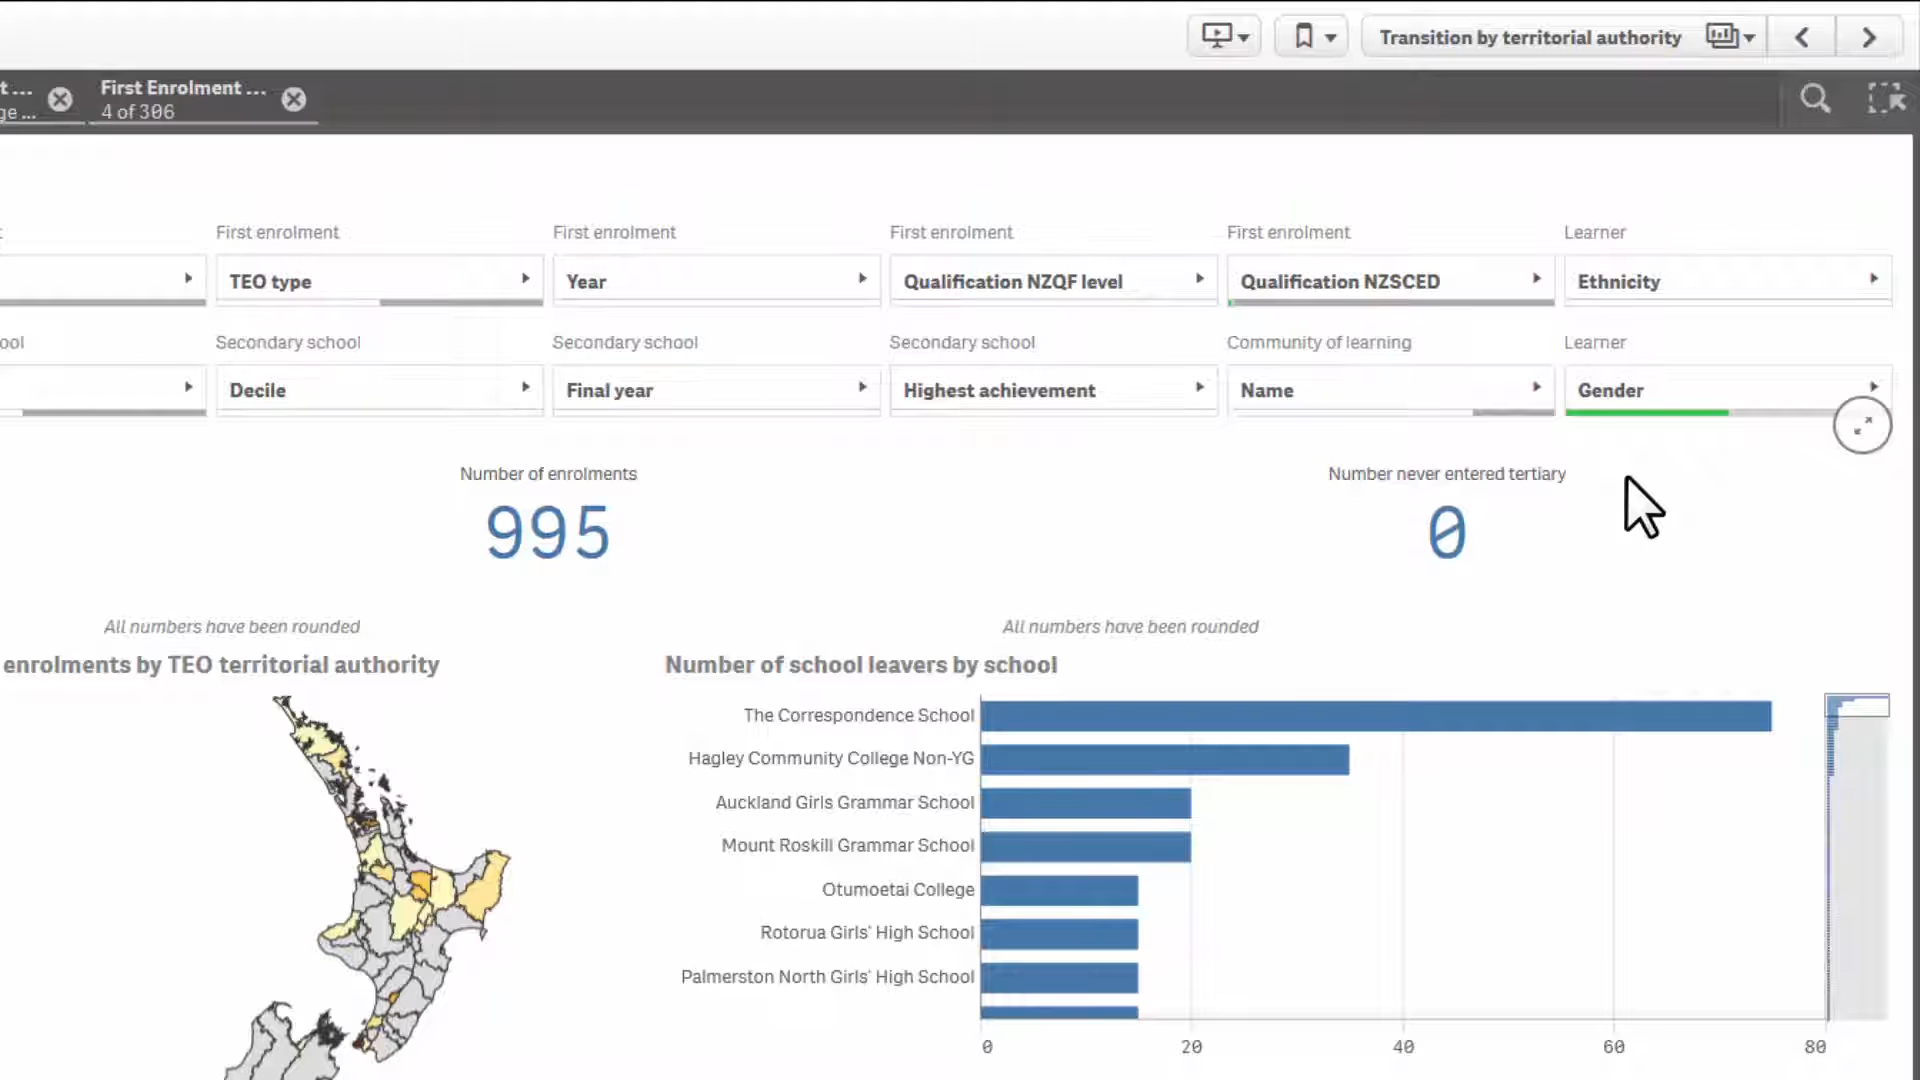 Transition by territorial authority
t ...
ge ...
First Enrolment ...
4 of 306
First enrolment
First enrolment
First enrolment
First enrolment
Learner
TEO type
Year
Qualification NZQF level
Qualification NZSCED
Ethnicity
ool
Secondary school
Secondary school
Secondary school
Community of learning
Learner
Decile
Final year
Highest achievement
Name
Gender
Number of enrolments
995
Number never entered tertiary
0
All numbers have been rounded
enrolments by TEO territorial authority
All numbers have been rounded
Number of school leavers by school
The Correspondence School
Hagley Community College Non-YG
Auckland Girls Grammar School
Mount Roskill Grammar School
Otumoetai College
Rotorua Girls' High School
Palmerston North Girls' High School
0 20 40 60 80